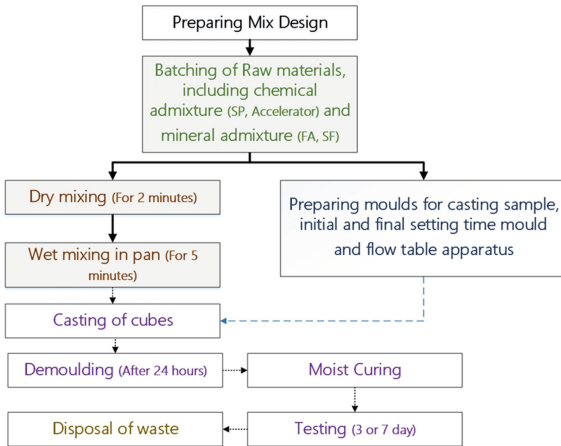 Preparing Mix Design
Batching of Raw materials,
including chemical
admixture (SP, Accelerator) and
mineral admixture (FA, SF)
Dry mixing (For 2 minutes)
Preparing moulds for casting sample,
initial and final setting time mould
and flow table apparatus
Wet mixing in pan (For 5
minutes)
Casting of cubes
Demoulding (After 24 hours)
Moist Curing
Disposal of waste
Testing (3 or 7 day)